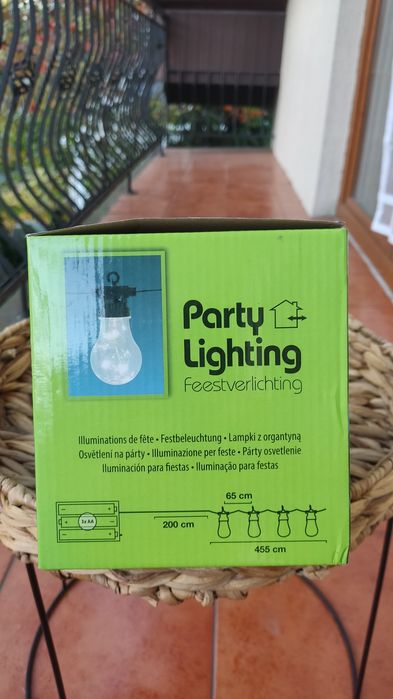 Party
Lighting
Feestverlichting
Illuminations de fête • Festbeleuchtung • Lampki z organtyną
Osvětlení na párty • Illuminazione per feste • Párty osvetlenie
Iluminación para fiestas • Iluminação para festas
65 cm
3x AA
200 cm
455 cm